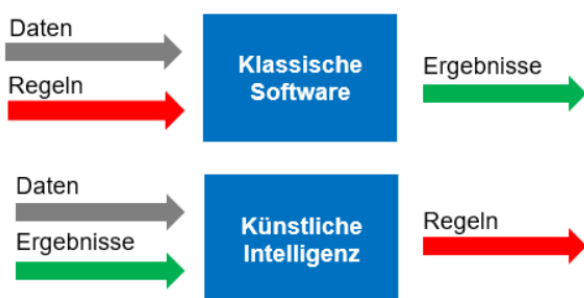 Daten
Regeln
Klassische
Software
Ergebnisse
Daten
Ergebnisse
Künstliche
Intelligenz
Regeln